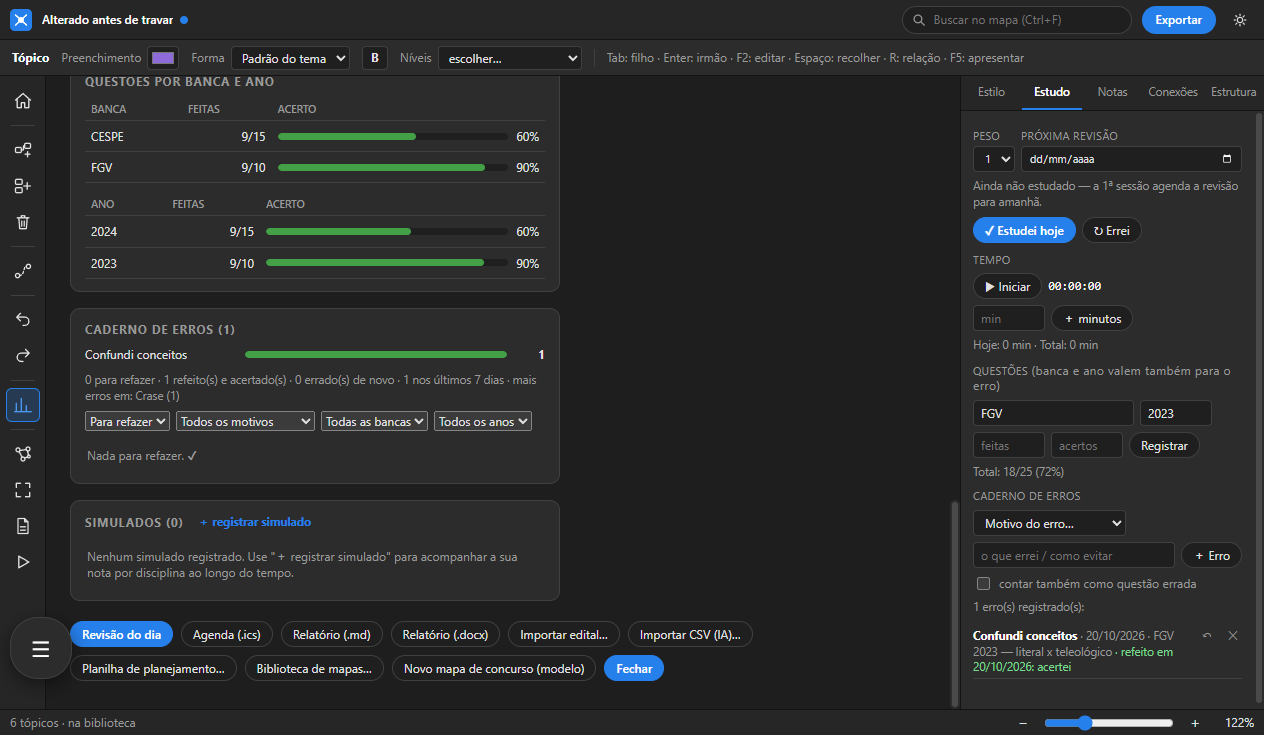 Alterado antes de travar
Buscar no mapa (Ctrl+F)
Exportar
Tópico
Preenchimento
Forma
Padrão do tema
B
Níveis
escolher...
Tab: filho · Enter: irmão · F2: editar · Espaço: recolher · R: relação · F5: apresentar
QUESTÕES POR BANCA E ANO
BANCA FEITAS ACERTO
CESPE 9/15 60%
FGV 9/10 90%
ANO FEITAS ACERTO
2024 9/15 60%
2023 9/10 90%
CADERNO DE ERROS (1)
Confundi conceitos 1
0 para refazer · 1 refeito(s) e acertado(s) · 0 errado(s) de novo · 1 nos últimos 7 dias · mais
erros em: Crase (1)
Para refazer Todos os motivos Todas as bancas Todos os anos
Nada para refazer. ✓
SIMULADOS (0) + registrar simulado
Nenhum simulado registrado. Use "+ registrar simulado" para acompanhar a sua
nota por disciplina ao longo do tempo.
Revisão do dia Agenda (.ics) Relatório (.md) Relatório (.docx) Importar edital... Importar CSV (IA)...
Planilha de planejamento... Biblioteca de mapas... Novo mapa de concurso (modelo) Fechar
Estilo Estudo Notas Conexões Estrutura
PESO PRÓXIMA REVISÃO
1 dd/mm/aaaa
Ainda não estudado — a 1ª sessão agenda a revisão
para amanhã.
✓ Estudei hoje ↻ Errei
TEMPO
▶ Iniciar 00:00:00
min + minutos
Hoje: 0 min · Total: 0 min
QUESTÕES (banca e ano valem também para o
erro)
FGV 2023
feitas acertos Registrar
Total: 18/25 (72%)
CADERNO DE ERROS
Motivo do erro...
o que errei / como evitar + Erro
contar também como questão errada
1 erro(s) registrado(s):
Confundi conceitos · 20/10/2026 · FGV
2023 — literal x teleológico · refeito em
20/10/2026: acertei
6 tópicos · na biblioteca
− + 122%